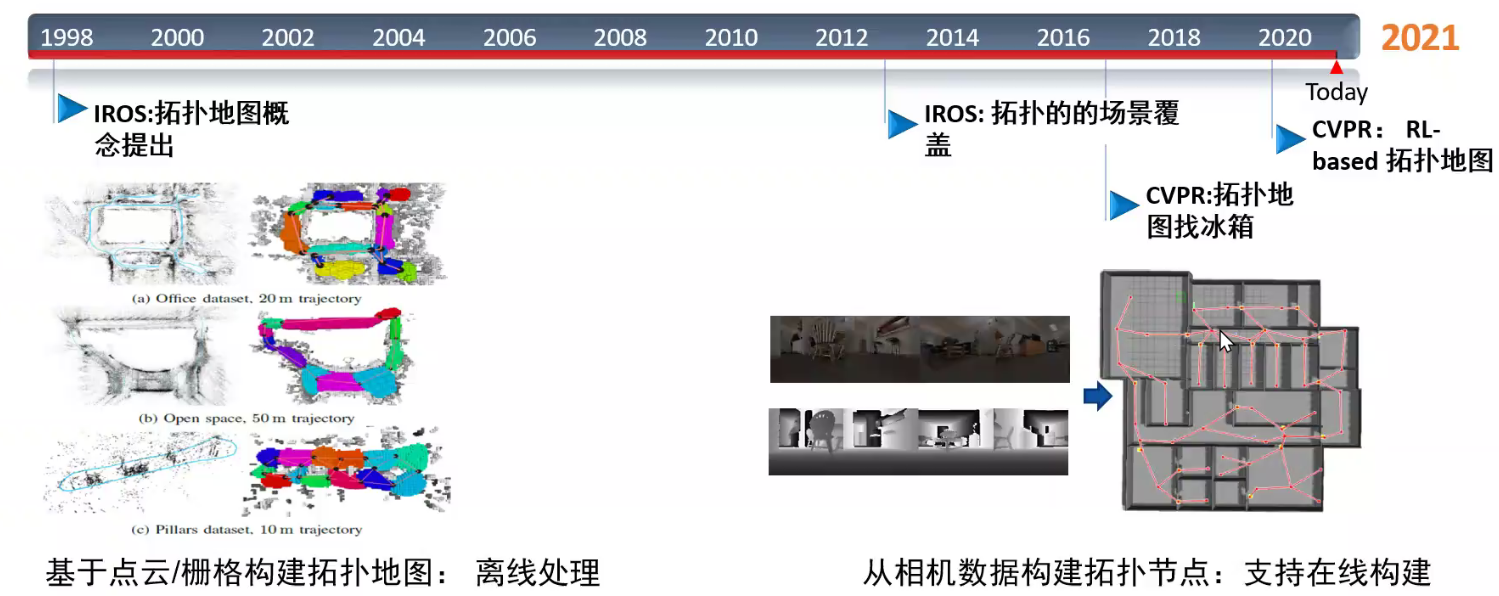 1998 2000 2002 2004 2006 2008 2010 2012 2014 2016 2018 2020 2021
Today
IROS:拓扑地图概
念提出
IROS: 拓扑的的场景覆
盖
CVPR： RL-
based 拓扑地图
CVPR:拓扑地
图找冰箱
(a) Office dataset, 20 m trajectory
(b) Open space, 50 m trajectory
(c) Pillars dataset, 10 m trajectory
基于点云/栅格构建拓扑地图： 离线处理
从相机数据构建拓扑节点：支持在线构建